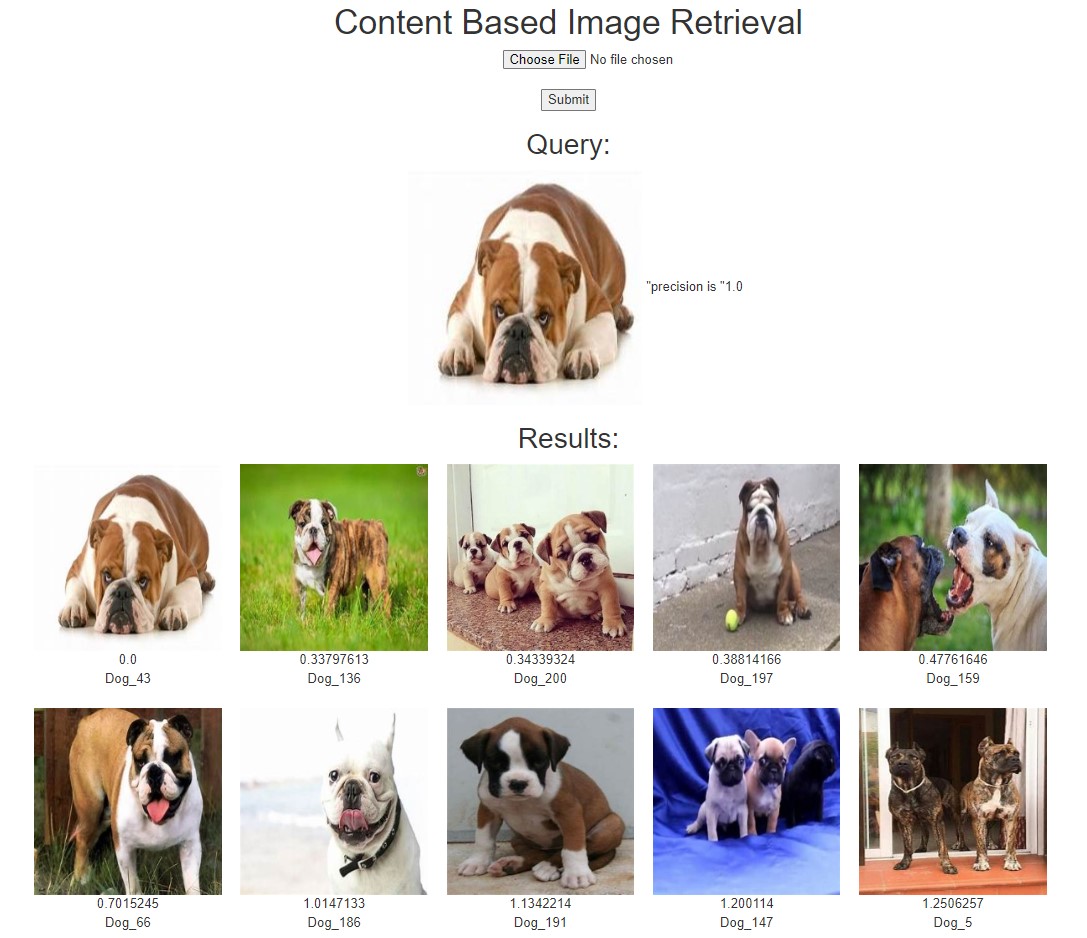 Content Based Image Retrieval
Choose File No file chosen
Submit
Query:
"precision is "1.0
Results:
0.0 0.33797613 0.34339324 0.38814166 0.47761646
Dog_43 Dog_136 Dog_200 Dog_197 Dog_159
0.7015245 1.0147133 1.1342214 1.200114 1.2506257
Dog_66 Dog_186 Dog_191 Dog_147 Dog_5